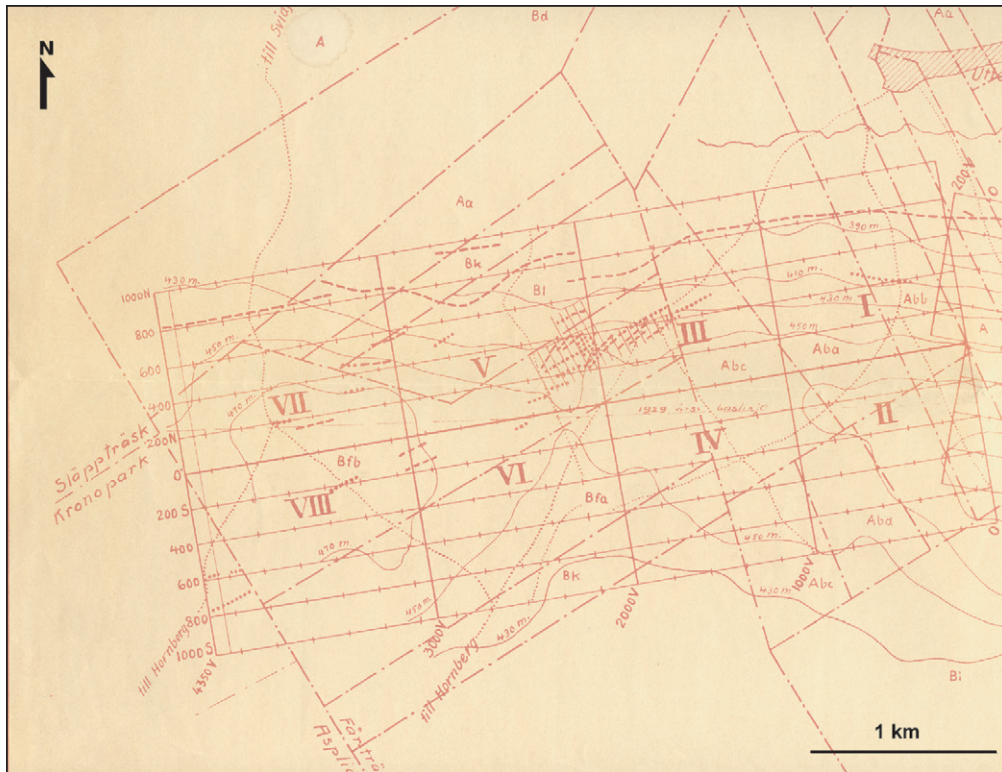 Bd
Aa
till
A
N
Aa
200V
0
Bk
390 m.
430 m.
1000N
Bl
410 m.
800
430 m.
I
Abb
450 m.
III
450 m.
A
600
V
Abc
Aba
400
470 m.
VII
1929
II
200N
IV
Släppträsk
Kronopark
0
Bfb
VI
200 S
VIII
Bfa
400
470 m.
450 m.
Aba
600
Bk
1000V
Abc
800
450 m.
430 m.
2000V
1000 S
till Hornberg
3000V
430 m.
till Hornberg
4350V
Bi
1 km